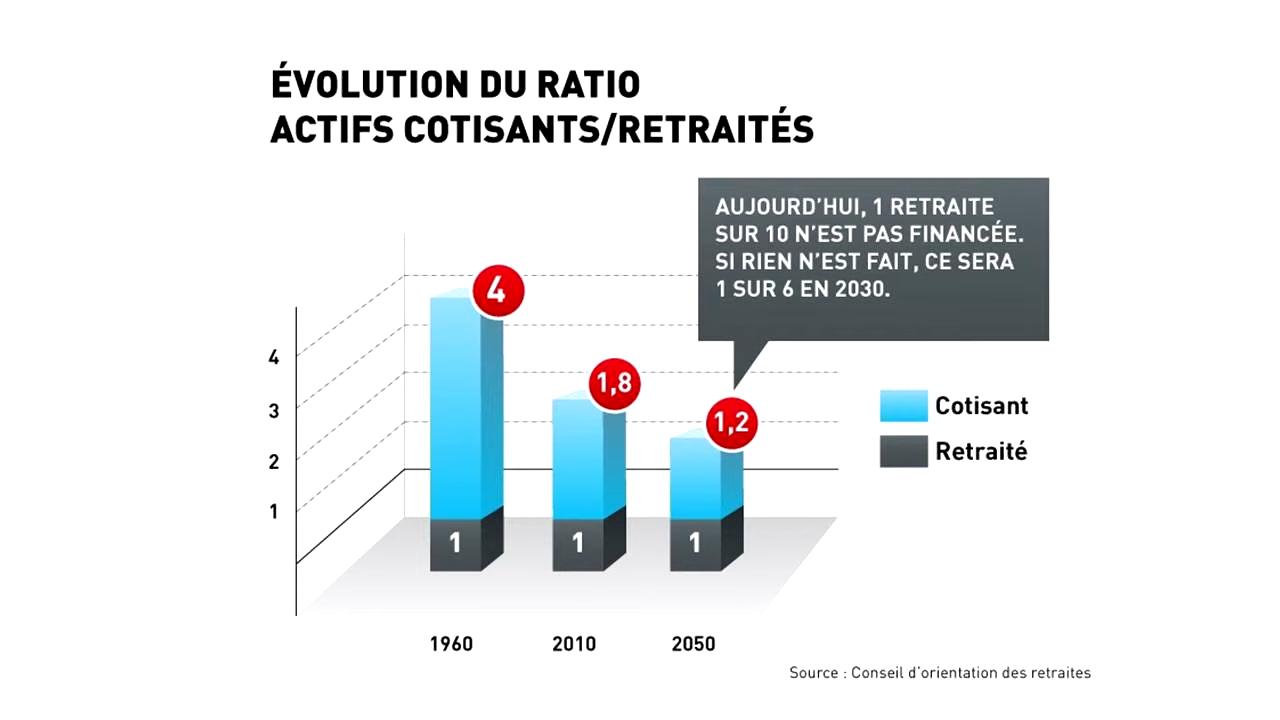 ÉVOLUTION DU RATIO
ACTIFS COTISANTS/RETRAITÉS
AUJOURD'HUI, 1 RETRAITE
SUR 10 N'EST PAS FINANCÉE.
SI RIEN N'EST FAIT, CE SERA
1 SUR 6 EN 2030.
4
3
2
1
4
1,8
1,2
1
1
1
Cotisant
Retraité
1960
2010
2050
Source : Conseil d'orientation des retraites